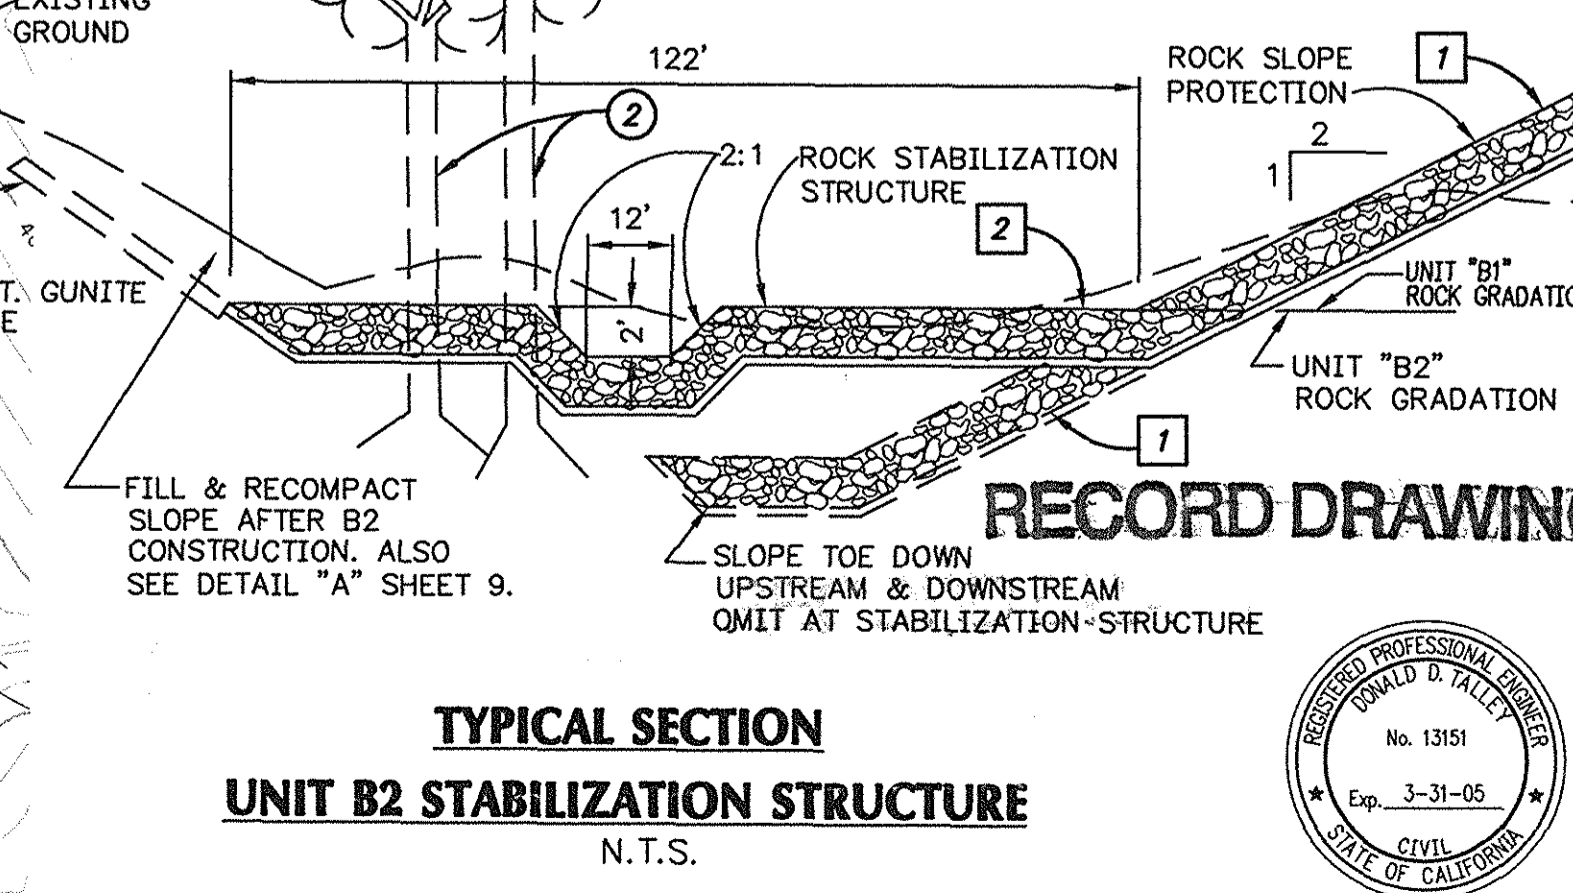 EXISTING
GROUND
122'
ROCK SLOPE
PROTECTION
1
2
1
2
2:1
ROCK STABILIZATION
STRUCTURE
12'
2
2'
T. GUNITE
E
UNIT "B1"
ROCK GRADATIO
UNIT "B2"
ROCK GRADATION
1
FILL & RECOMPACT
SLOPE AFTER B2
CONSTRUCTION. ALSO
SEE DETAIL "A" SHEET 9.
RECORD DRAWING
SLOPE TOE DOWN
UPSTREAM & DOWNSTREAM
OMIT AT STABILIZATION STRUCTURE
TYPICAL SECTION
UNIT B2 STABILIZATION STRUCTURE
N.T.S.
REGISTERED PROFESSIONAL ENGINEER
DONALD D. TALLEY
No. 13151
Exp. 3-31-05
CIVIL
STATE OF CALIFORNIA